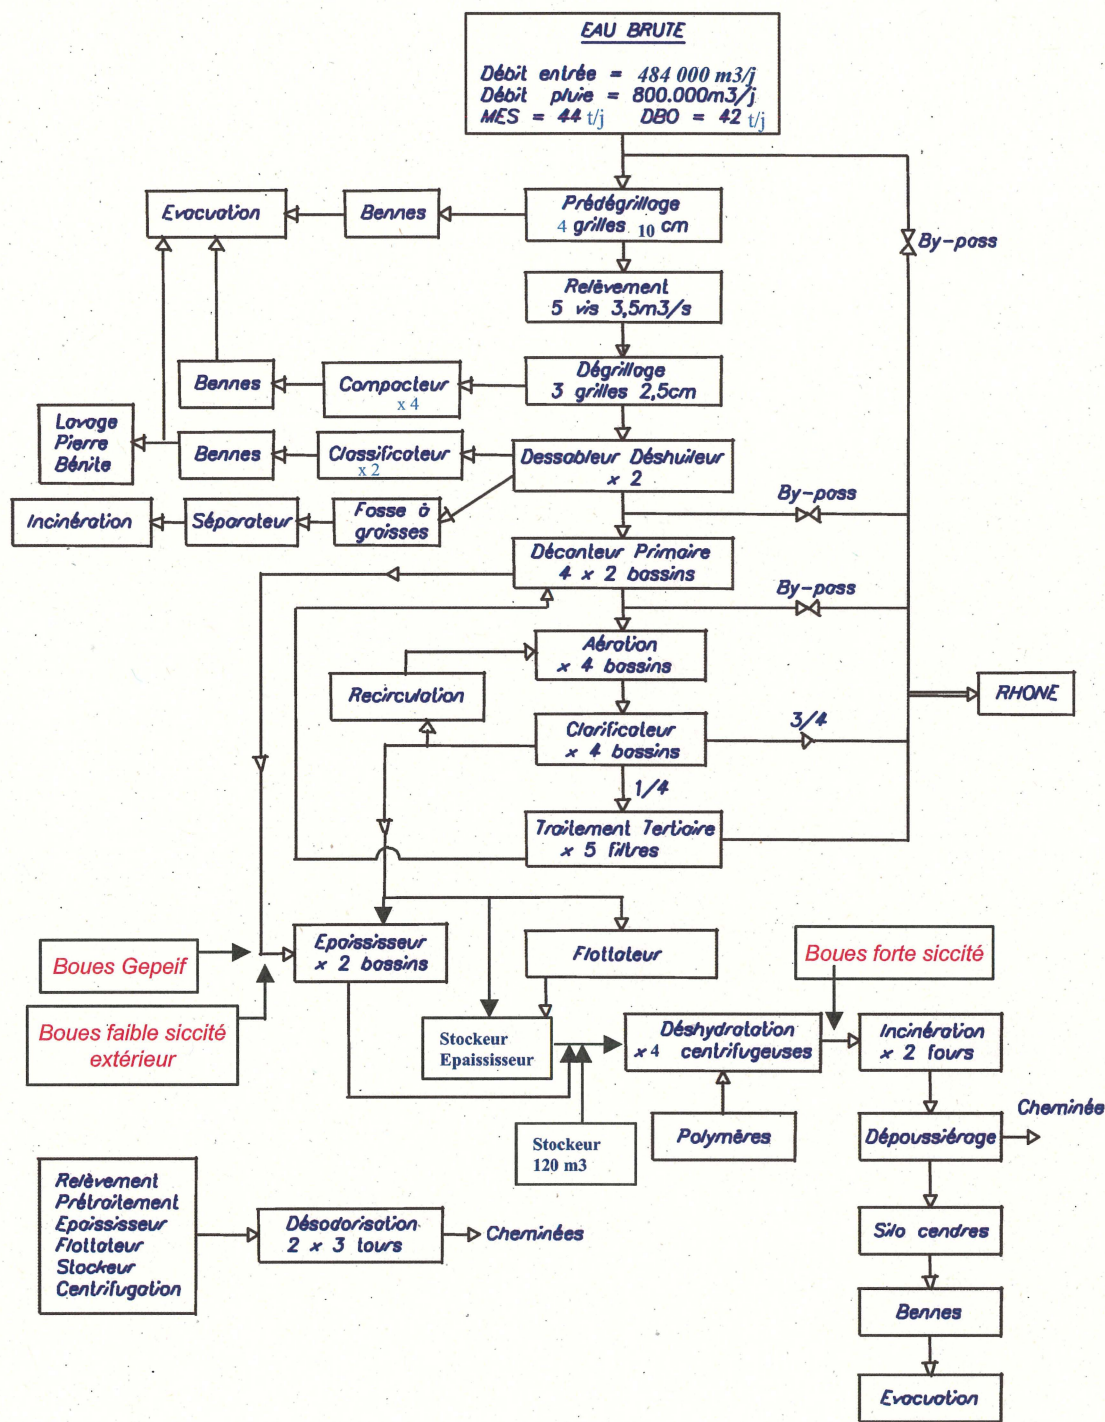 EAU BRUTE
Débit entrée = 484 000 m3/j
Débit pluie = 800.000m3/j
MES = 44 t/j DBO = 42 t/j
Prédégrillage
4 grilles 10 cm
Bennes
Evacuation
By-pass
Relèvement
5 vis 3,5m3/s
Dégrillage
3 grilles 2,5cm
Compacteur
x 4
Bennes
Lavage
Pierre
Bénite
Bennes
Classificateur
x 2
Dessableur Déshuileur
x 2
Incinération
Séparateur
Fosse à
graisses
By-pass
Décanteur Primaire
4 x 2 bassins
By-pass
Aération
x 4 bassins
Recirculation
RHONE
Clarificateur
x 4 bassins
3/4
1/4
Traitement Tertiaire
x 5 filtres
Boues Gepeif
Epaississeur
x 2 bassins
Flottateur
Boues forte siccité
Boues faible siccité
extérieur
Stockeur
Epaississeur
Déshydratation
x 4 centrifugeuses
Incinération
x 2 fours
Stockeur
120 m3
Polymères
Dépoussiérage
Cheminée
Relèvement
Prétraitement
Epaississeur
Flottateur
Stockeur
Centrifugation
Désodorisation
2 x 3 tours
Cheminées
Silo cendres
Bennes
Evacuation